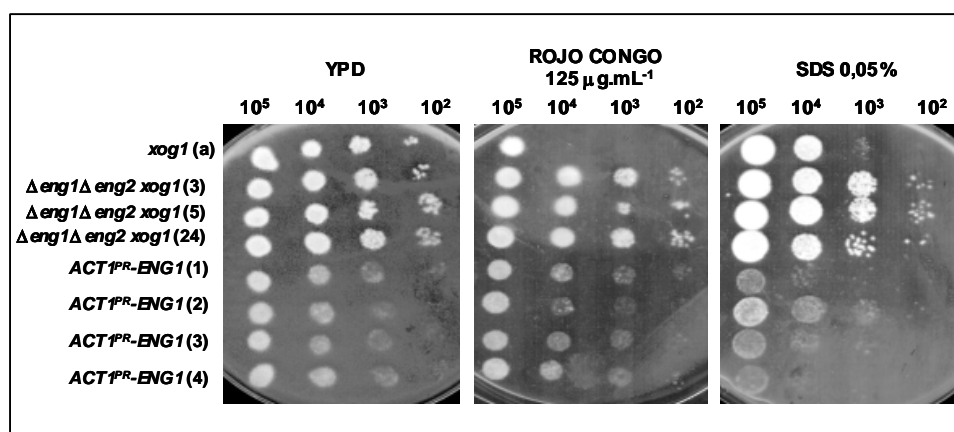 YPD
ROJO CONGO
125 µg.mL⁻¹
SDS 0,05%
10⁵ 10⁴ 10³ 10²
10⁵ 10⁴ 10³ 10²
10⁵ 10⁴ 10³ 10²
xog1 (a)
Δeng1Δeng2 xog1 (3)
Δeng1Δeng2 xog1 (5)
Δeng1Δeng2 xog1 (24)
ACT1ᴾᴿ-ENG1 (1)
ACT1ᴾᴿ-ENG1 (2)
ACT1ᴾᴿ-ENG1 (3)
ACT1ᴾᴿ-ENG1 (4)